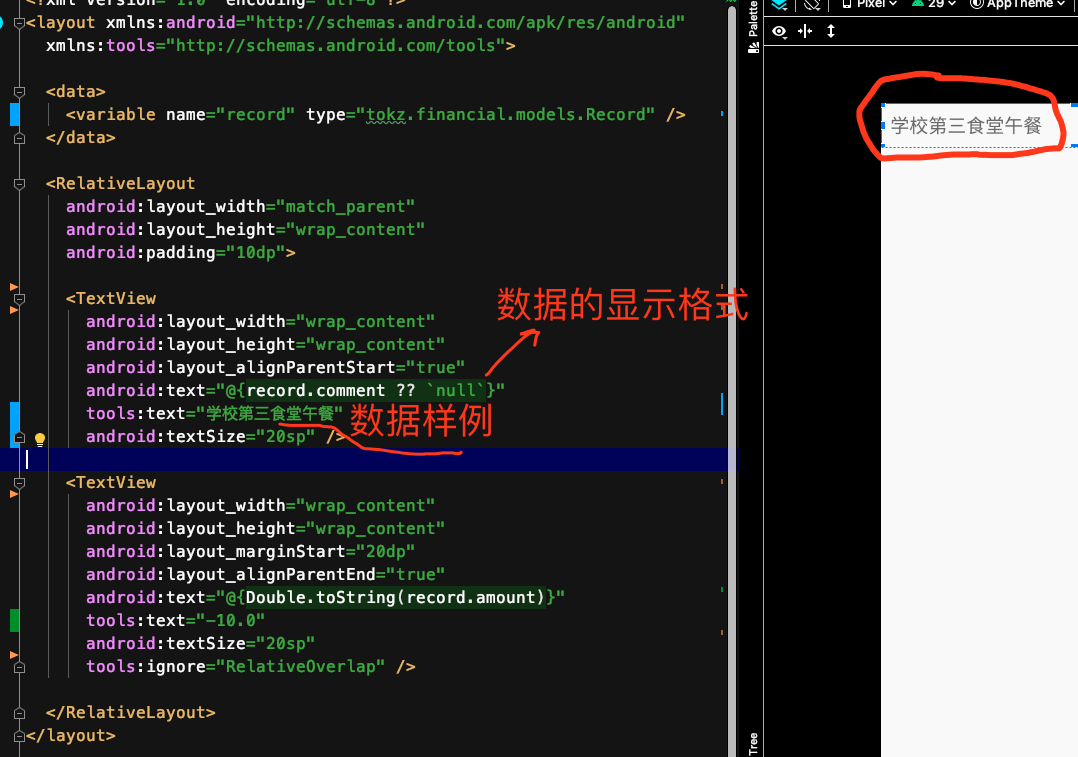 <?xml version="1.0" encoding="utf-8"?>
<layout xmlns:android="http://schemas.android.com/apk/res/android"
xmlns:tools="http://schemas.android.com/tools">
<data>
<variable name="record" type="tokz.financial.models.Record" />
</data>
<RelativeLayout
android:layout_width="match_parent"
android:layout_height="wrap_content"
android:padding="10dp">
<TextView
android:layout_width="wrap_content"
android:layout_height="wrap_content"
android:layout_alignParentStart="true"
android:text="@{record.comment ?? `null`}"
tools:text="学校第三食堂午餐"
android:textSize="20sp" />
数据的显示格式
数据样例
<TextView
android:layout_width="wrap_content"
android:layout_height="wrap_content"
android:layout_marginStart="20dp"
android:layout_alignParentEnd="true"
android:text="@{Double.toString(record.amount)}"
tools:text="-10.0"
android:textSize="20sp"
tools:ignore="RelativeOverlap" />
</RelativeLayout>
</layout>
Palette
Pixel
29
AppTheme
学校第三食堂午餐
Tree